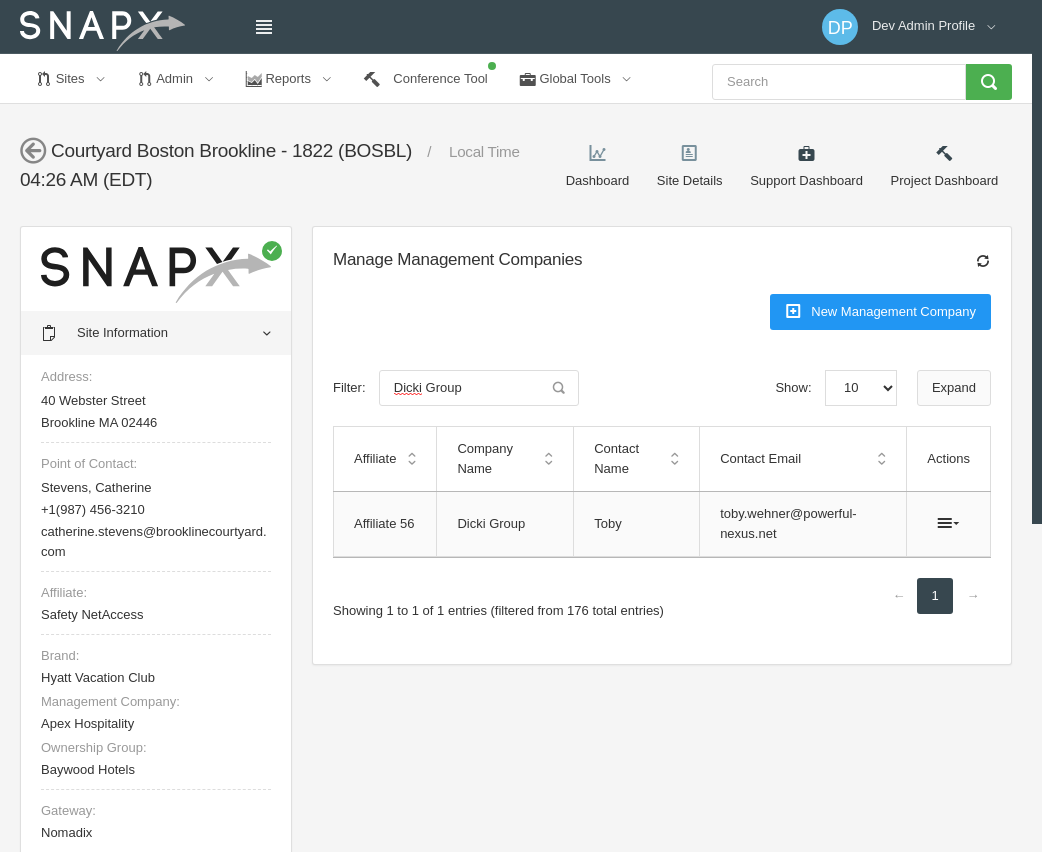 SNAPX
DP
Dev Admin Profile
Sites
Admin
Reports
Conference Tool
Global Tools
Search
Courtyard Boston Brookline - 1822 (BOSBL) / Local Time
04:26 AM (EDT)
Dashboard
Site Details
Support Dashboard
Project Dashboard
SNAPX
Site Information
Address:
40 Webster Street
Brookline MA 02446
Point of Contact:
Stevens, Catherine
+1(987) 456-3210
catherine.stevens@brooklinecourtyard.
com
Affiliate:
Safety NetAccess
Brand:
Hyatt Vacation Club
Management Company:
Apex Hospitality
Ownership Group:
Baywood Hotels
Gateway:
Nomadix
Manage Management Companies
New Management Company
Filter: Dicki Group
Show: 10
Expand
Affiliate
Company
Name
Contact
Name
Contact Email
Actions
Affiliate 56
Dicki Group
Toby
toby.wehner@powerful-
nexus.net
Showing 1 to 1 of 1 entries (filtered from 176 total entries)
← 1 →